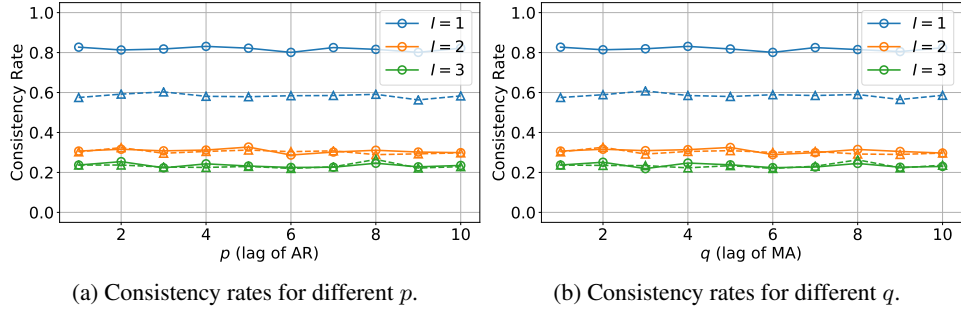 1.0
0.8
0.6
0.4
0.2
0.0
Consistency Rate
l = 1
l = 2
l = 3
2 4 6 8 10
p (lag of AR)
(a) Consistency rates for different p.
1.0
0.8
0.6
0.4
0.2
0.0
Consistency Rate
l = 1
l = 2
l = 3
2 4 6 8 10
q (lag of MA)
(b) Consistency rates for different q.